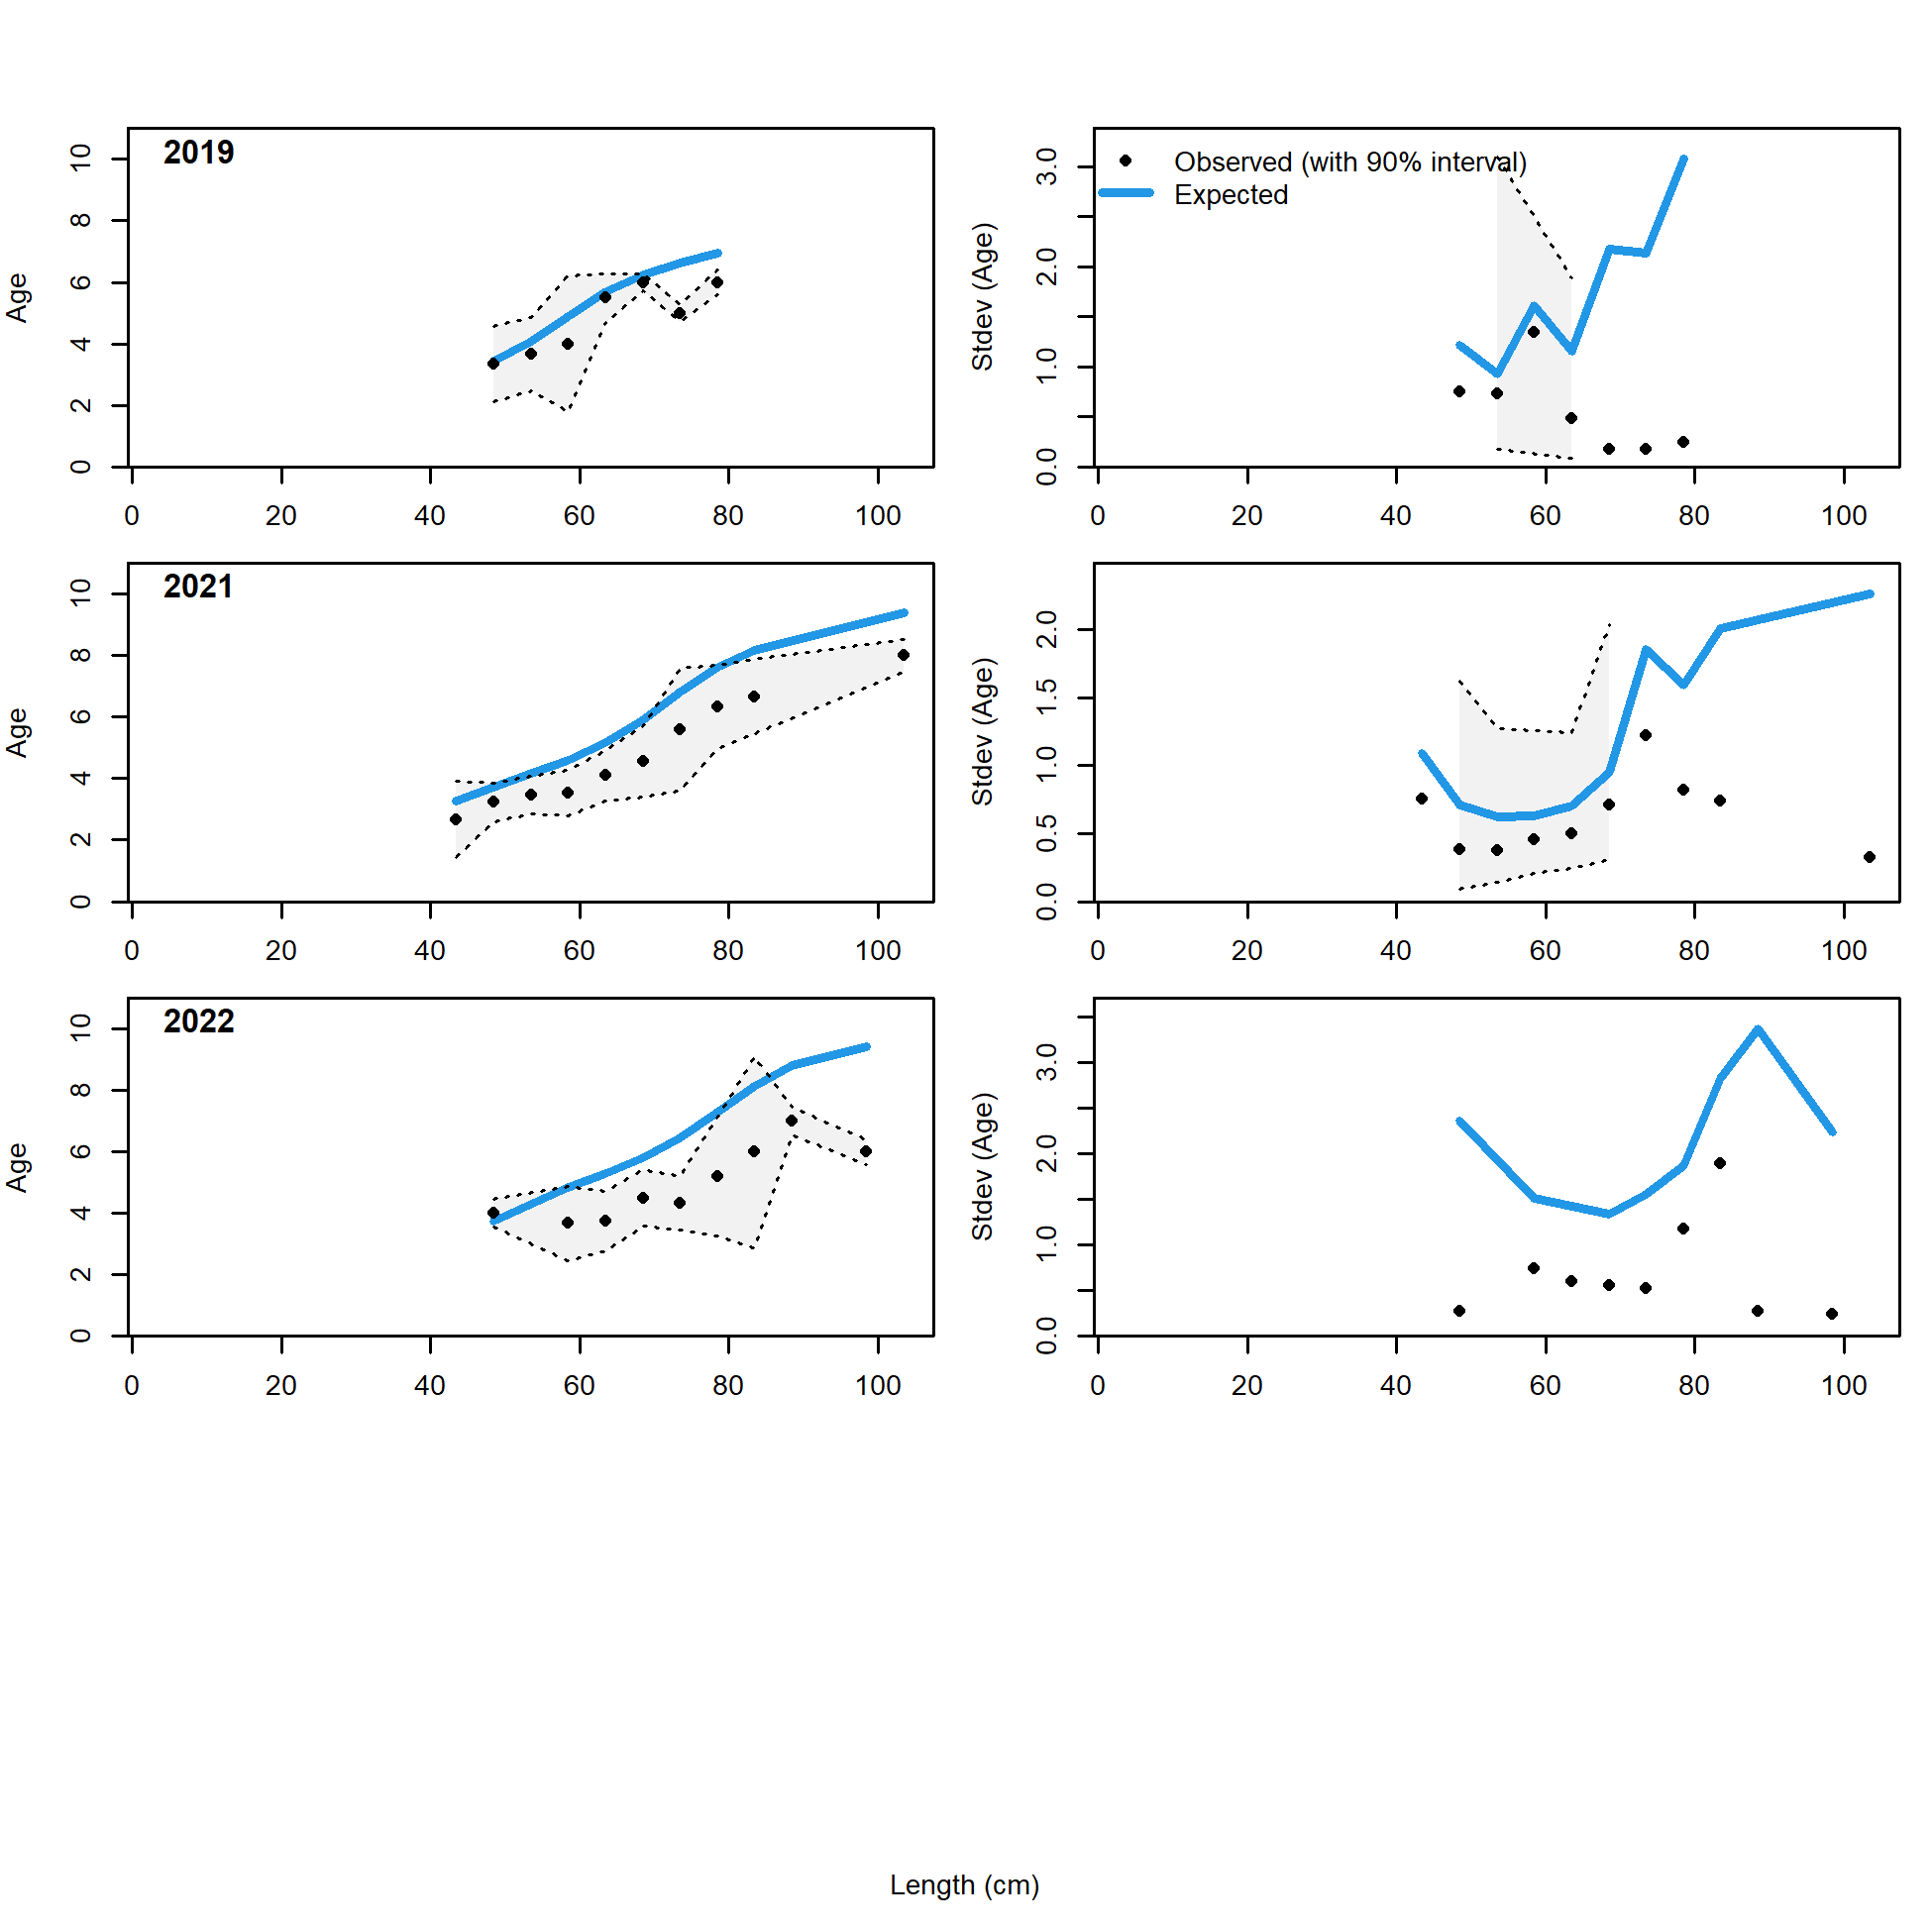 2019
Age
0 2 4 6 8 10
0 20 40 60 80 100
Observed (with 90% interval)
Expected
Stdev (Age)
0.0 1.0 2.0 3.0
0 20 40 60 80 100
2021
Age
0 2 4 6 8 10
0 20 40 60 80 100
Stdev (Age)
0.0 0.5 1.0 1.5 2.0
0 20 40 60 80 100
2022
Age
0 2 4 6 8 10
0 20 40 60 80 100
Stdev (Age)
0.0 1.0 2.0 3.0
0 20 40 60 80 100
Length (cm)